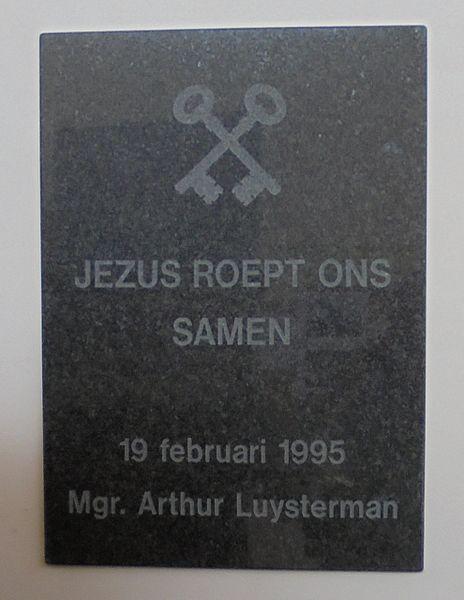 JEZUS ROEPT ONS
SAMEN
19 februari 1995
Mgr. Arthur Luysterman